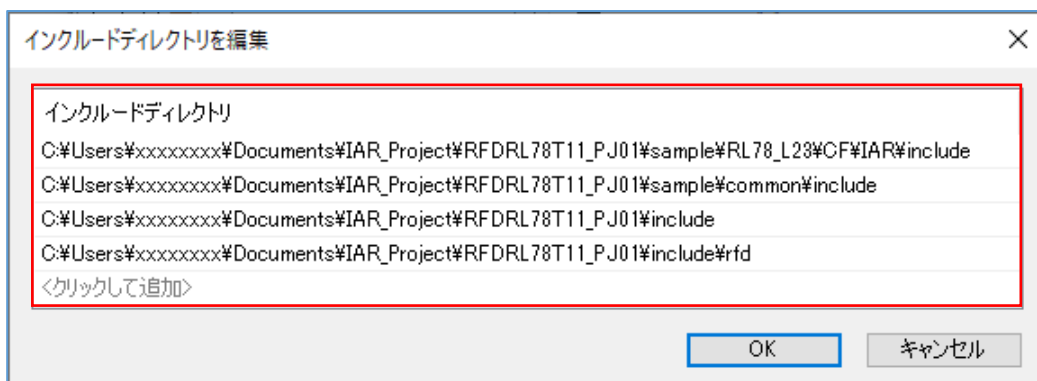 インクルードディレクトリを編集
インクルードディレクトリ
C:¥Users¥xxxxxxxx¥Documents¥IAR_Project¥RFDRL78T11_PJ01¥sample¥RL78_L23¥CF¥IAR¥include
C:¥Users¥xxxxxxxx¥Documents¥IAR_Project¥RFDRL78T11_PJ01¥sample¥common¥include
C:¥Users¥xxxxxxxx¥Documents¥IAR_Project¥RFDRL78T11_PJ01¥include
C:¥Users¥xxxxxxxx¥Documents¥IAR_Project¥RFDRL78T11_PJ01¥include¥rfd
<クリックして追加>
OK キャンセル